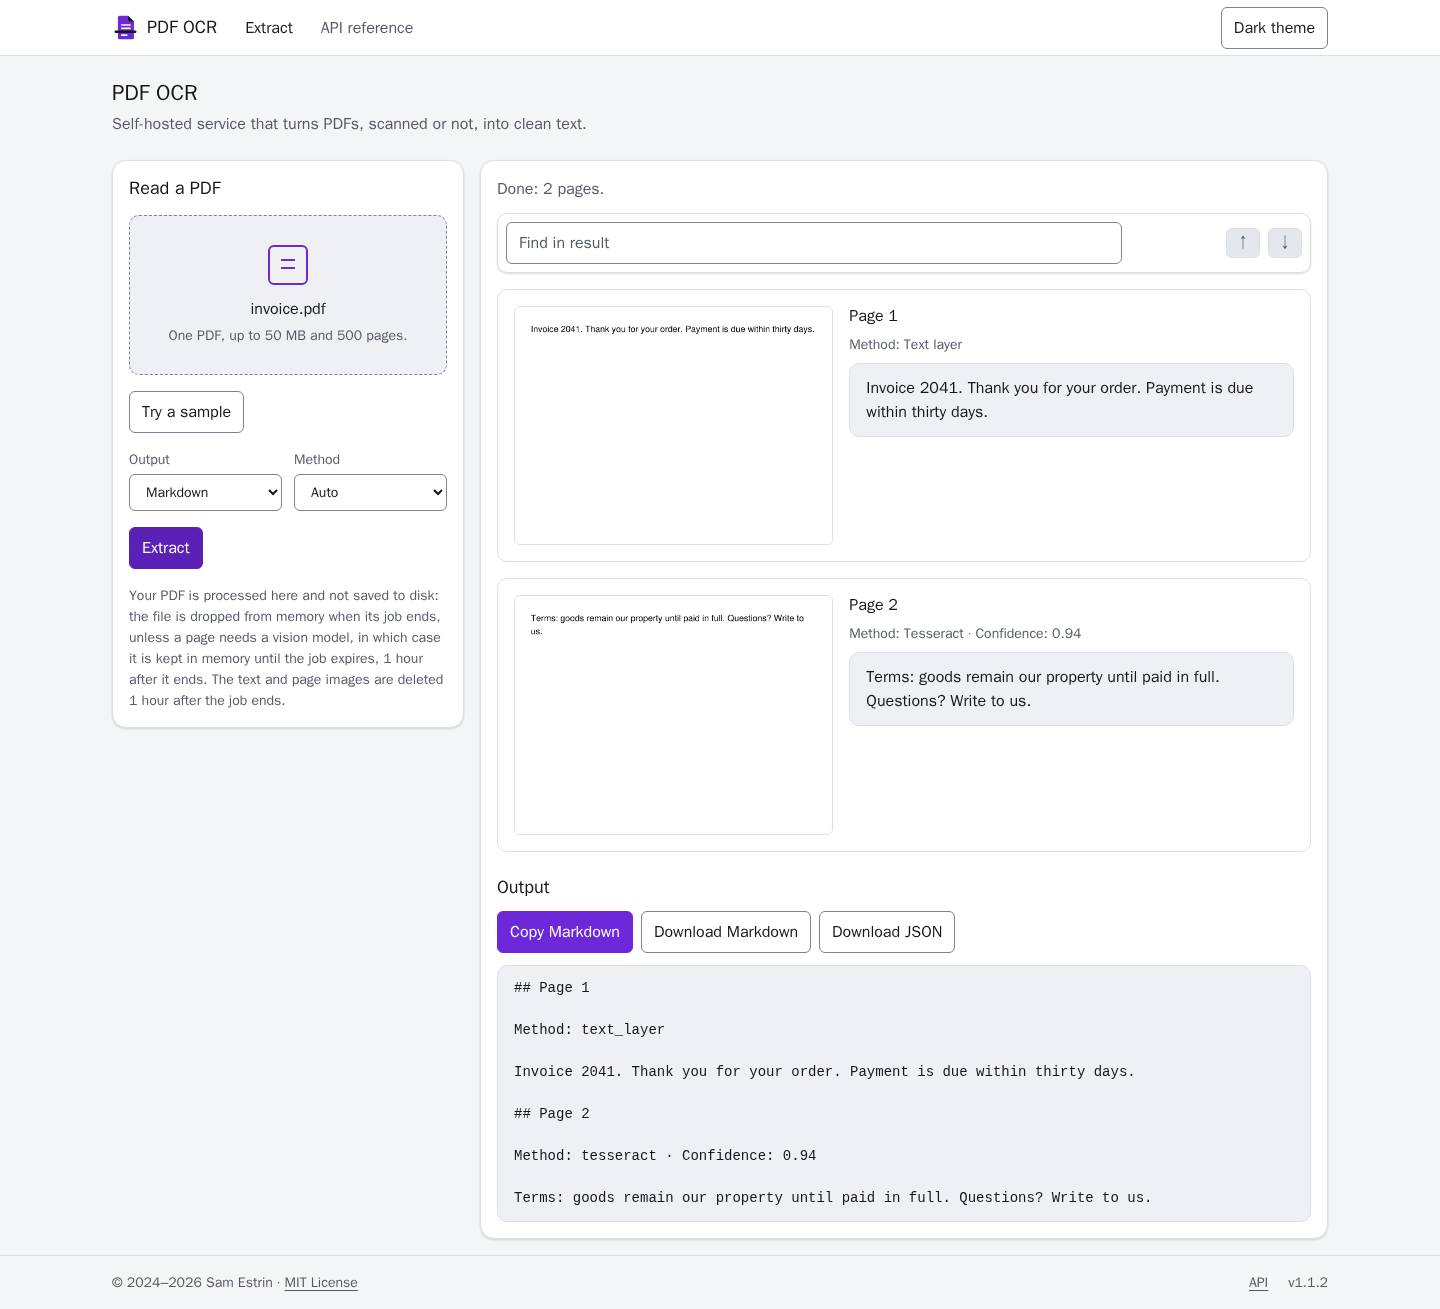 PDF OCR
Extract
API reference
Dark theme
PDF OCR
Self-hosted service that turns PDFs, scanned or not, into clean text.
Read a PDF
invoice.pdf
One PDF, up to 50 MB and 500 pages.
Try a sample
Output
Method
Markdown
Auto
Extract
Your PDF is processed here and not saved to disk:
the file is dropped from memory when its job ends,
unless a page needs a vision model, in which case
it is kept in memory until the job expires, 1 hour
after it ends. The text and page images are deleted
1 hour after the job ends.
Done: 2 pages.
Find in result
↑
↓
Invoice 2041. Thank you for your order. Payment is due within thirty days.
Page 1
Method: Text layer
Invoice 2041. Thank you for your order. Payment is due
within thirty days.
Terms: goods remain our property until paid in full. Questions? Write to
us.
Page 2
Method: Tesseract · Confidence: 0.94
Terms: goods remain our property until paid in full.
Questions? Write to us.
Output
Copy Markdown
Download Markdown
Download JSON
## Page 1
Method: text_layer
Invoice 2041. Thank you for your order. Payment is due within thirty days.
## Page 2
Method: tesseract · Confidence: 0.94
Terms: goods remain our property until paid in full. Questions? Write to us.
© 2024–2026 Sam Estrin · MIT License
API
v1.1.2